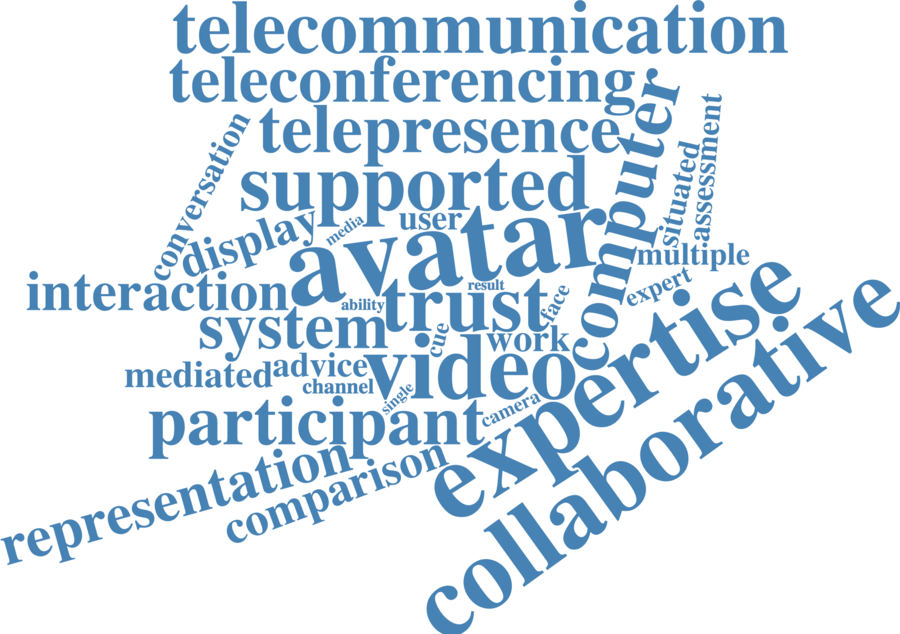 telecommunication
teleconferencing
telepresence
computer
conversation
supported
situated
assessment
display
media
user
avatar
multiple
interaction
ability
trust
result
face
expert
system
cue
work
expertise
mediated
advice
video
channel
single
camera
participant
collaborative
representation
comparison